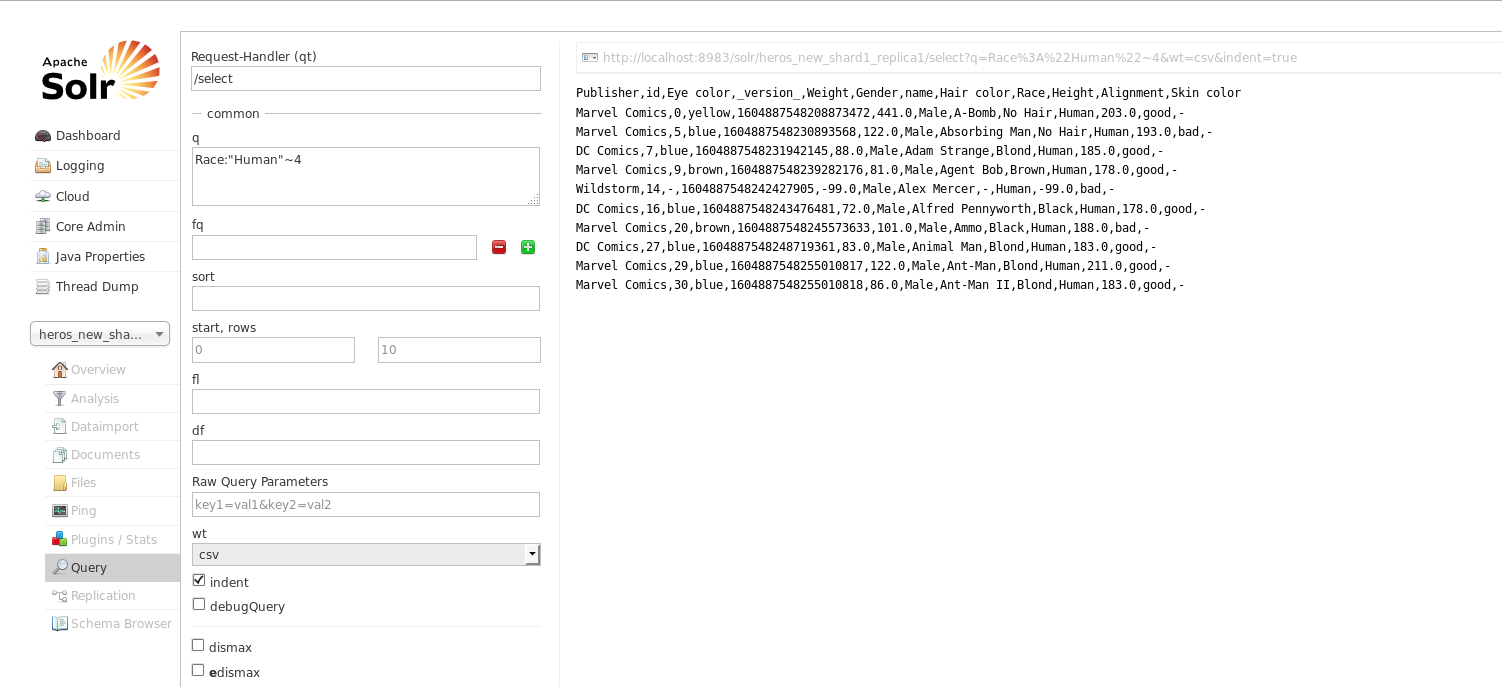 Apache
Solr
Dashboard
Logging
Cloud
Core Admin
Java Properties
Thread Dump
heros_new_sha...
Overview
Analysis
Dataimport
Documents
Files
Ping
Plugins / Stats
Query
Replication
Schema Browser
Request-Handler (qt)
/select
common
q
Race:"Human"~4
fq
sort
start, rows
0 10
fl
df
Raw Query Parameters
key1=val1&key2=val2
wt
csv
indent
debugQuery
dismax
edismax
http://localhost:8983/solr/heros_new_shard1_replica1/select?q=Race%3A%22Human%22~4&wt=csv&indent=true
Publisher,id,Eye color,_version_,Weight,Gender,name,Hair color,Race,Height,Alignment,Skin color
Marvel Comics,0,yellow,1604887548208873472,441.0,Male,A-Bomb,No Hair,Human,203.0,good,-
Marvel Comics,5,blue,1604887548230893568,122.0,Male,Absorbing Man,No Hair,Human,193.0,bad,-
DC Comics,7,blue,1604887548231942145,88.0,Male,Adam Strange,Blond,Human,185.0,good,-
Marvel Comics,9,brown,1604887548239282176,81.0,Male,Agent Bob,Brown,Human,178.0,good,-
Wildstorm,14,-,1604887548242427905,-99.0,Male,Alex Mercer,-,Human,-99.0,bad,-
DC Comics,16,blue,1604887548243476481,72.0,Male,Alfred Pennyworth,Black,Human,178.0,good,-
Marvel Comics,20,brown,1604887548245573633,101.0,Male,Ammo,Black,Human,188.0,bad,-
DC Comics,27,blue,1604887548248719361,83.0,Male,Animal Man,Blond,Human,183.0,good,-
Marvel Comics,29,blue,1604887548255010817,122.0,Male,Ant-Man,Blond,Human,211.0,good,-
Marvel Comics,30,blue,1604887548255010818,86.0,Male,Ant-Man II,Blond,Human,183.0,good,-